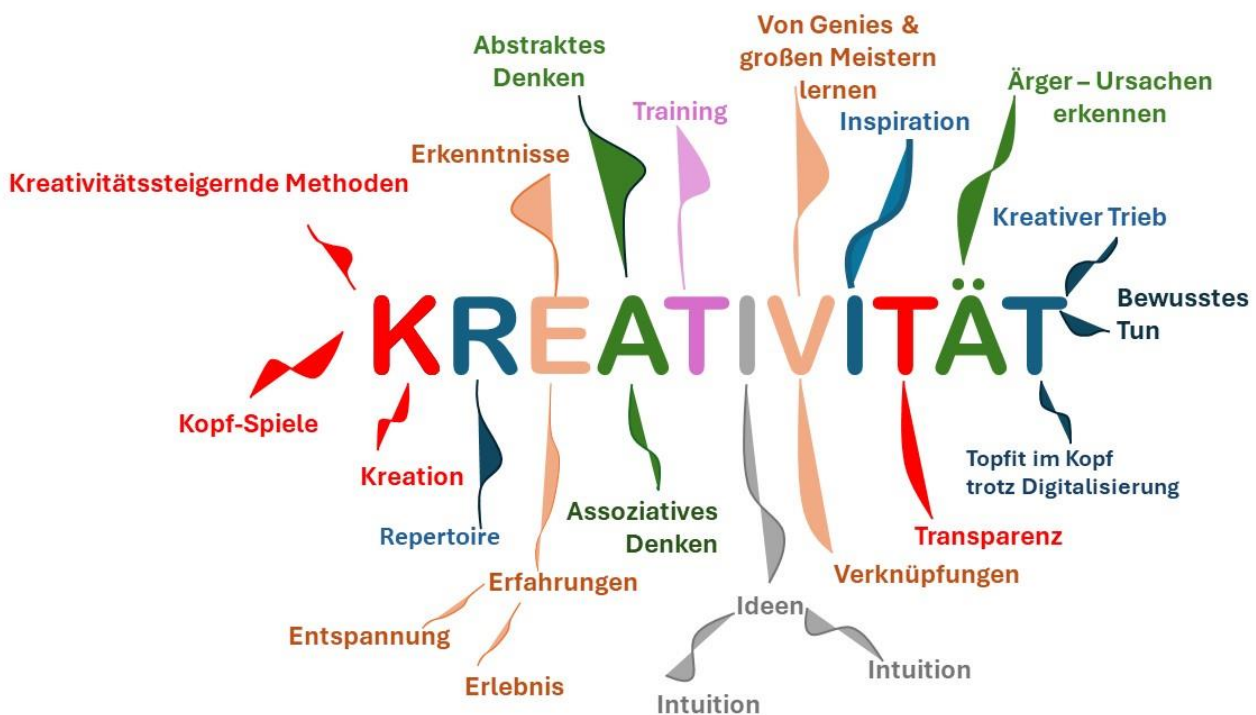 Von Genies &
großen Meistern
lernen
Abstraktes
Denken
Ärger – Ursachen
erkennen
Training
Inspiration
Erkenntnisse
Kreativitätssteigernde Methoden
Kreativer Trieb
KREATIVITÄT
Bewusstes
Tun
Kopf-Spiele
Kreation
Topfit im Kopf
trotz Digitalisierung
Repertoire
Assoziatives
Denken
Transparenz
Verknüpfungen
Erfahrungen
Ideen
Entspannung
Erlebnis
Intuition
Intuition